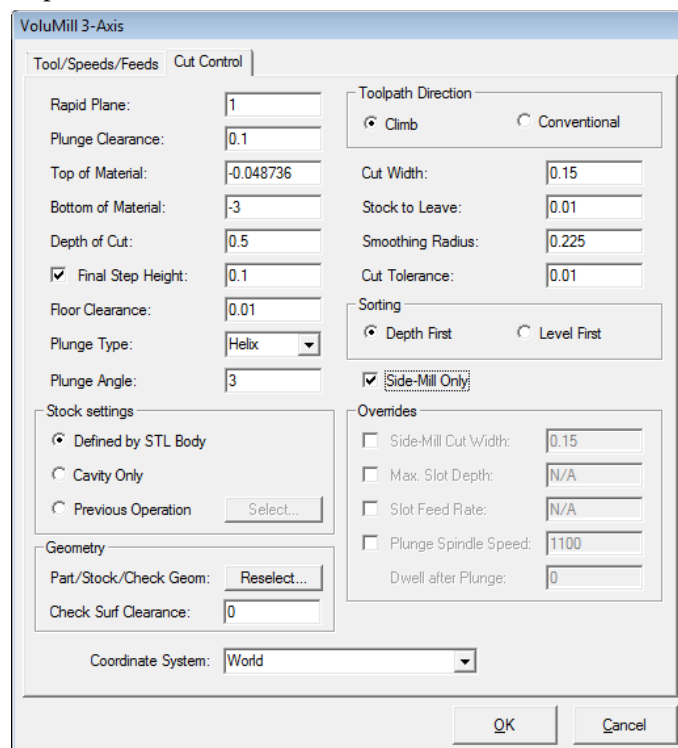 VoluMill 3-Axis
Tool/Speeds/Feeds Cut Control
Rapid Plane: 1
Plunge Clearance: 0.1
Top of Material: -0.048736
Bottom of Material: -3
Depth of Cut: 0.5
Final Step Height: 0.1
Floor Clearance: 0.01
Plunge Type: Helix
Plunge Angle: 3
Stock settings
Defined by STL Body
Cavity Only
Previous Operation Select...
Geometry
Part/Stock/Check Geom: Reselect...
Check Surf Clearance: 0
Toolpath Direction
Climb Conventional
Cut Width: 0.15
Stock to Leave: 0.01
Smoothing Radius: 0.225
Cut Tolerance: 0.01
Sorting
Depth First Level First
Side-Mill Only
Overrides
Side-Mill Cut Width: 0.15
Max. Slot Depth: N/A
Slot Feed Rate: N/A
Plunge Spindle Speed: 1100
Dwell after Plunge: 0
Coordinate System: World
OK Cancel